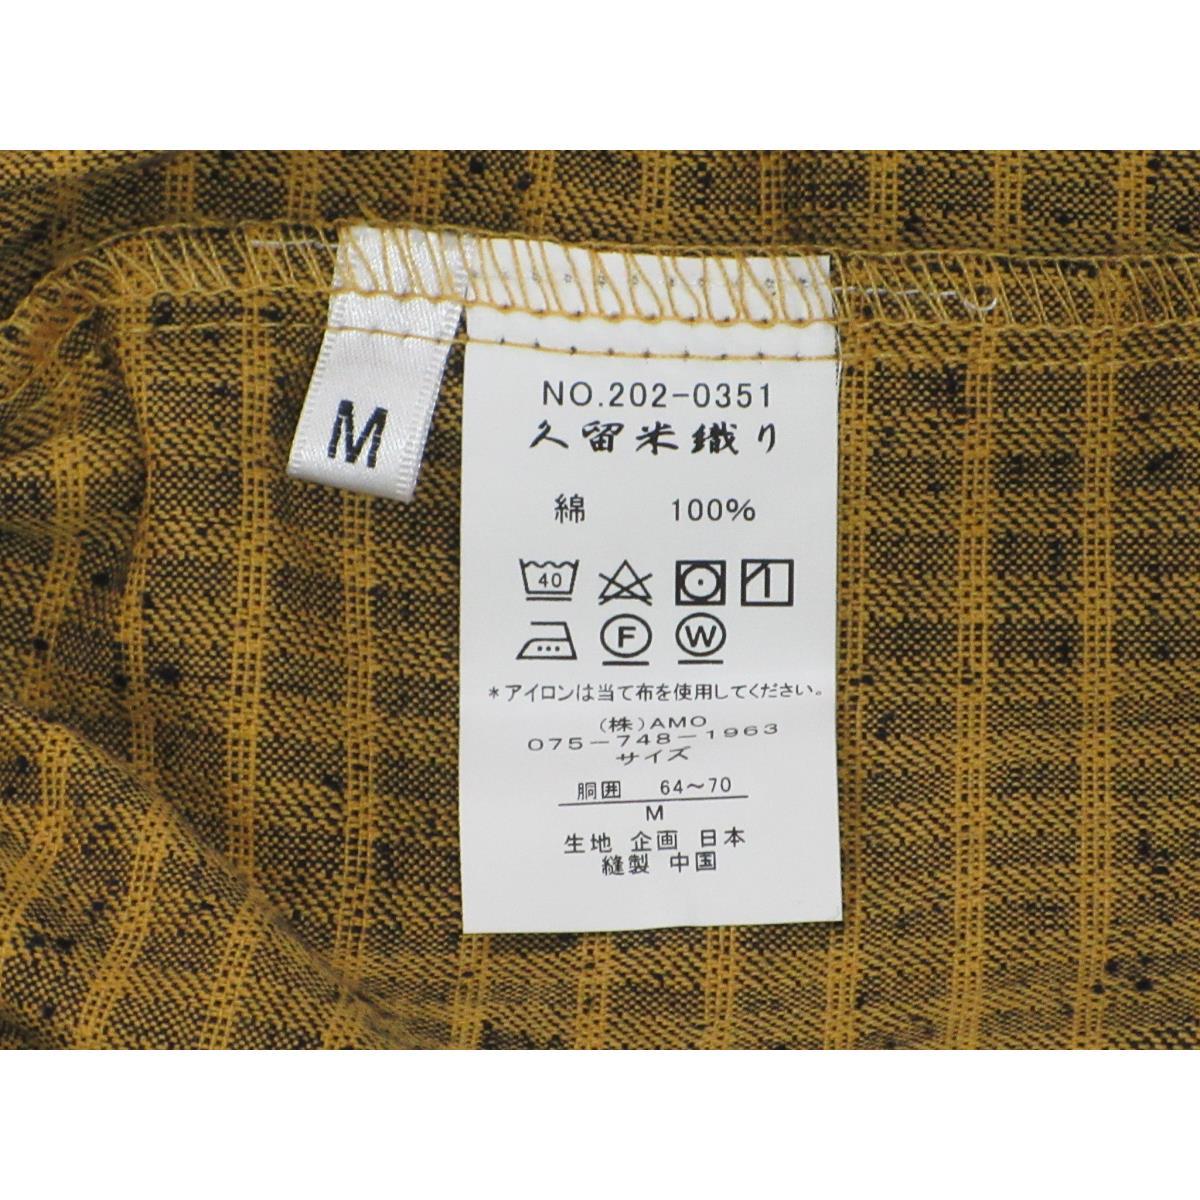 M
NO.202-0351
久留米織り
綿 100%
40
F W
*アイロンは当て布を使用してください。
(株)AMO
075-748-1963
サイズ
胴囲 64~70
M
生地 企画 日本
縫製 中国